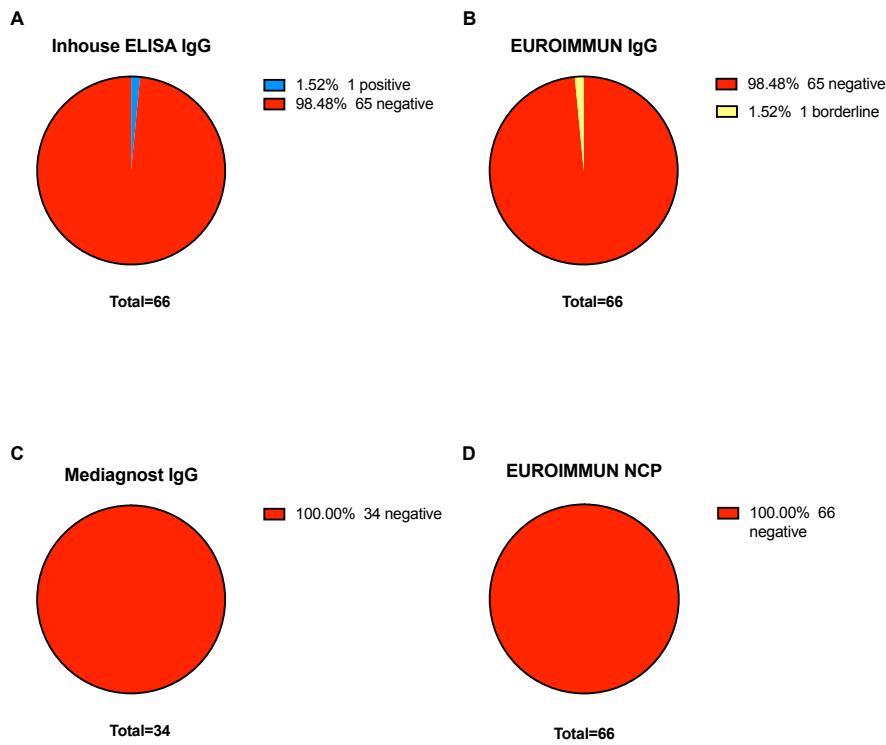 A
Inhouse ELISA IgG
1.52%  1 positive
98.48%  65 negative
Total=66
B
EUROIMMUN IgG
98.48%  65 negative
1.52%  1 borderline
Total=66
C
Mediagnost IgG
100.00%  34 negative
Total=34
D
EUROIMMUN NCP
100.00%  66
negative
Total=66